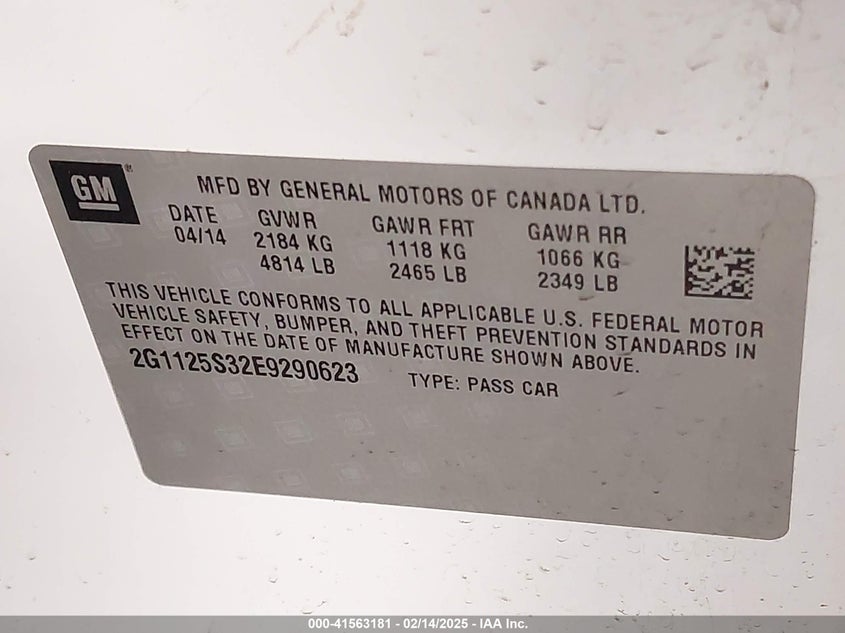 GM®
MFD BY GENERAL MOTORS OF CANADA LTD.
DATE GVWR GAWR FRT GAWR RR
04/14 2184 KG 1118 KG 1066 KG
4814 LB 2465 LB 2349 LB
THIS VEHICLE CONFORMS TO ALL APPLICABLE U.S. FEDERAL MOTOR
VEHICLE SAFETY, BUMPER, AND THEFT PREVENTION STANDARDS IN
EFFECT ON THE DATE OF MANUFACTURE SHOWN ABOVE.
2G1125S32E9290623 TYPE: PASS CAR
000-41563181 - 02/14/2025 - IAA Inc.